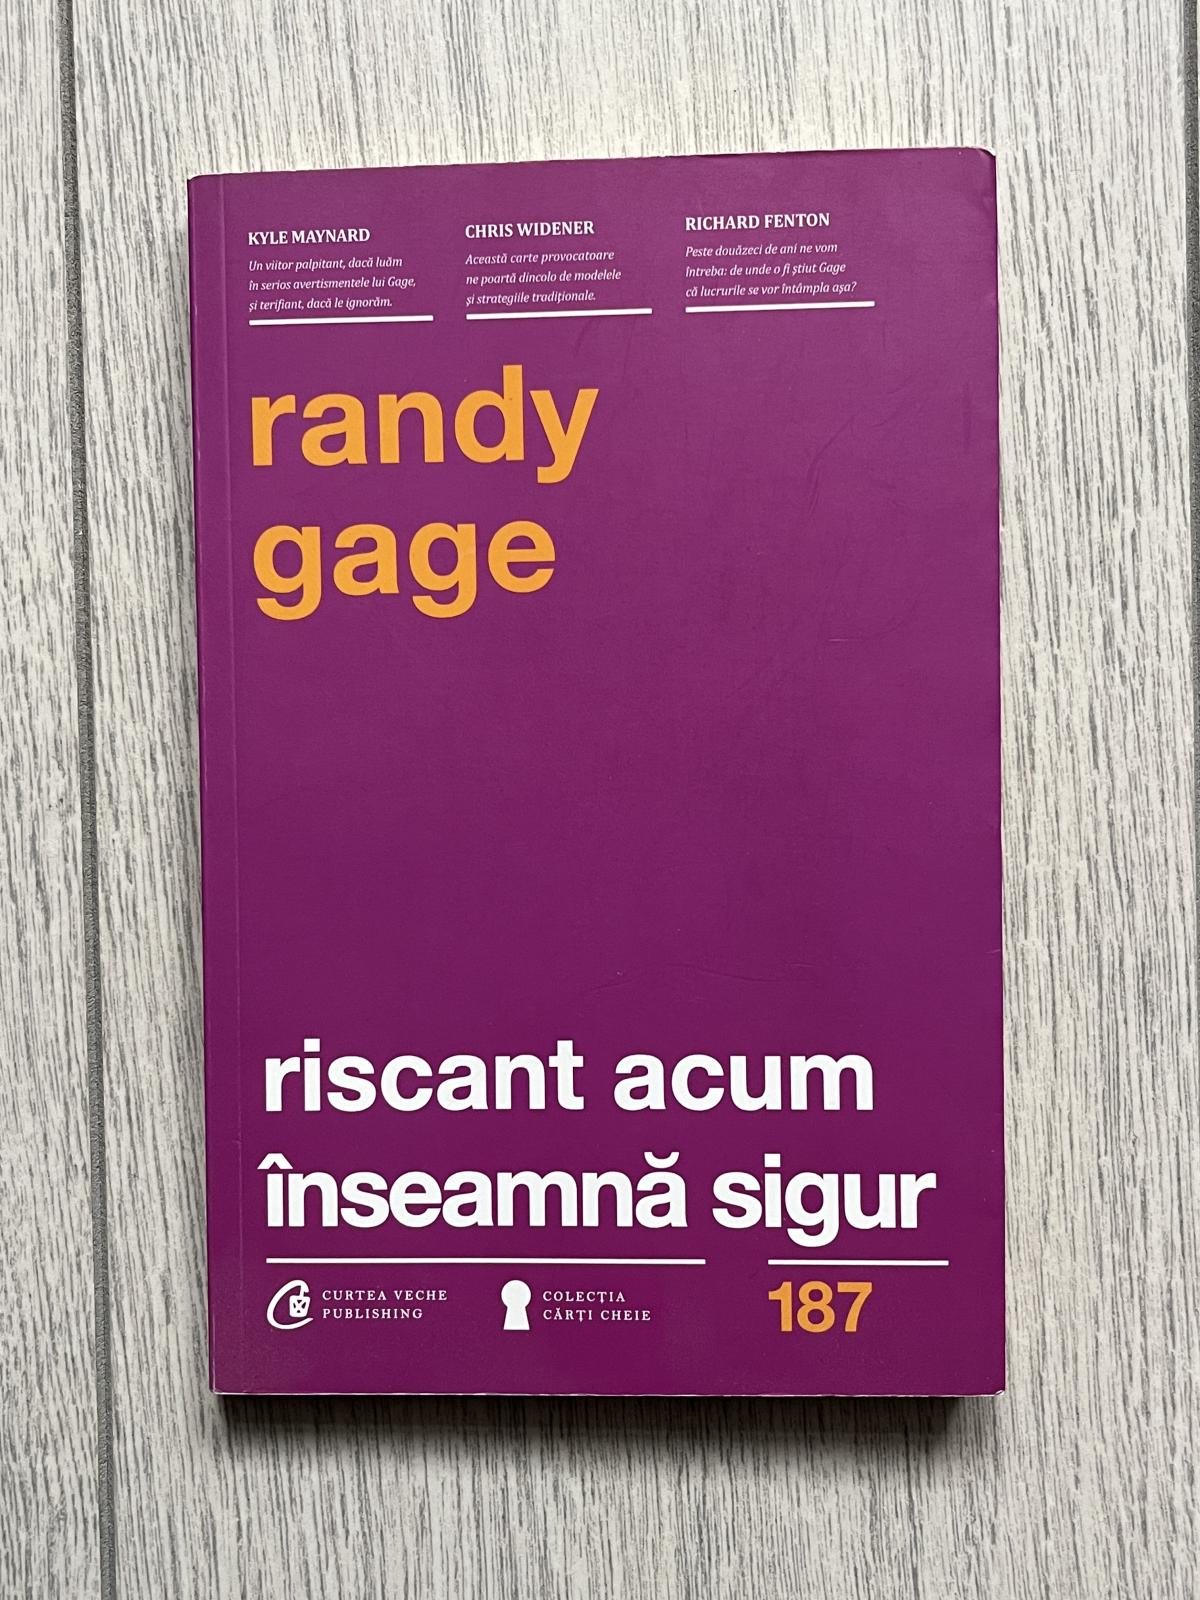 KYLE MAYNARD
Un viitor palpitant, dacă luăm
în serios avertismentele lui Gage,
și terifiant, dacă le ignorăm.
CHRIS WIDENER
Această carte provocatoare
ne poartă dincolo de modelele
și strategiile tradiționale.
RICHARD FENTON
Peste douăzeci de ani ne vom
întreba: de unde o fi știut Gage
că lucrurile se vor întâmpla așa?
randy
gage
riscant acum
înseamnă sigur
CURTEA VECHE
PUBLISHING
COLECȚIA
CĂRȚI CHEIE
187